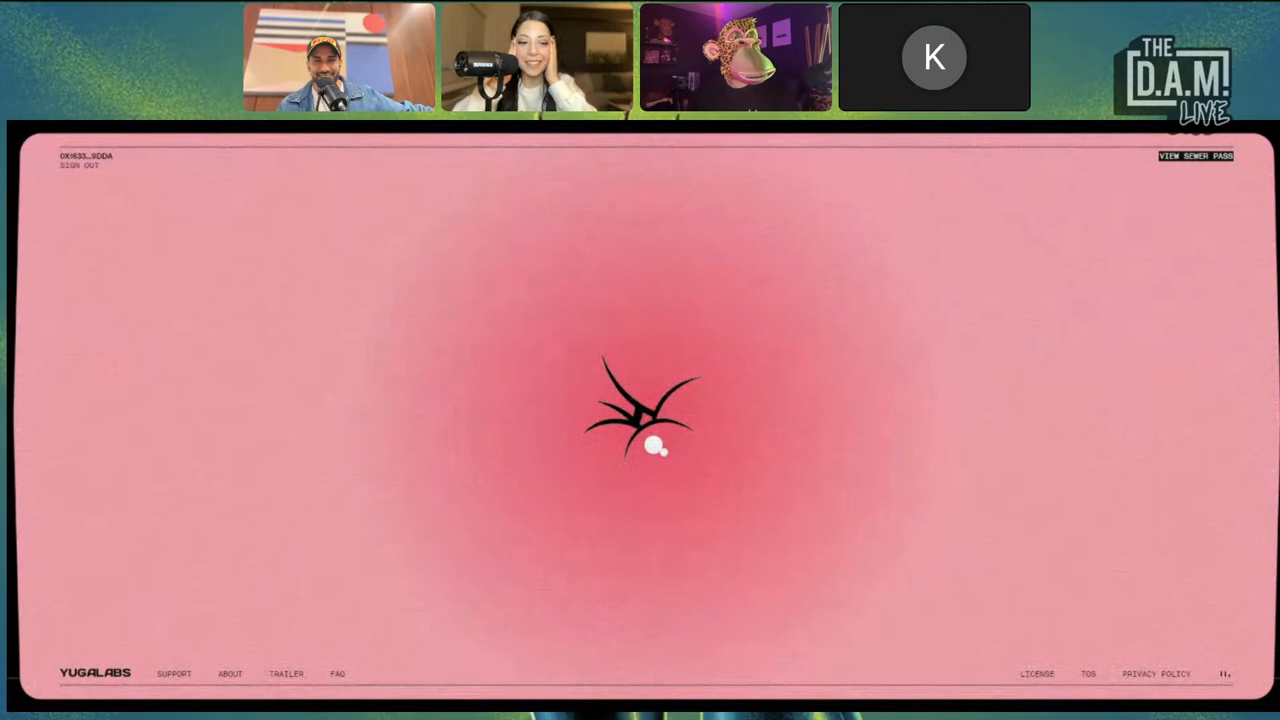 K
THE
D.A.M!
LIVE
0X1633...9DDA
SIGN OUT
VIEW SEWER PASS
YUGALABS SUPPORT ABOUT TRAILER FAQ LICENSE TOS PRIVACY POLICY